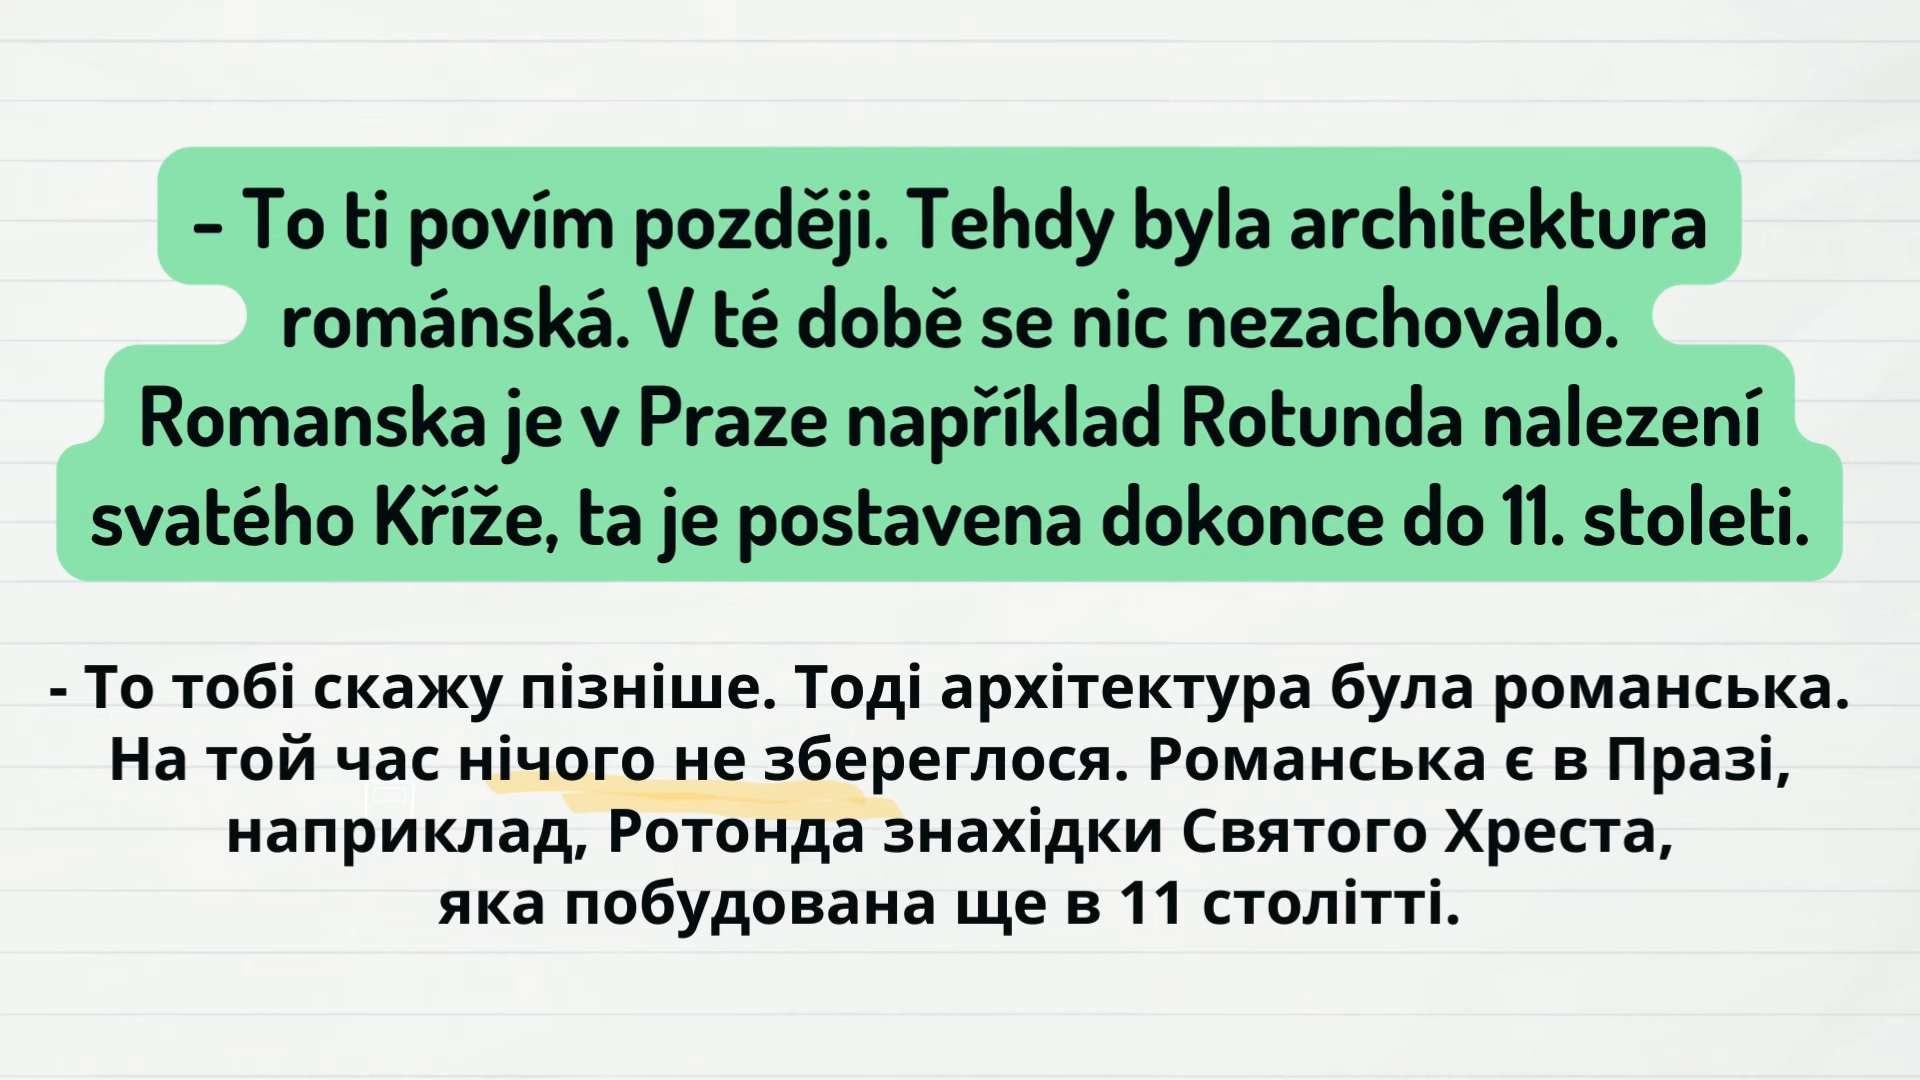 - To ti povím později. Tehdy byla architektura
románská. V té době se nic nezachovalo.
Romanska je v Praze například Rotunda nalezení
svatého Kříže, ta je postavena dokonce do 11. stoleti.
- То тобі скажу пізніше. Тоді архітектура була романська.
На той час нічого не збереглося. Романська є в Празі,
наприклад, Ротонда знахідки Святого Хреста,
яка побудована ще в 11 столітті.